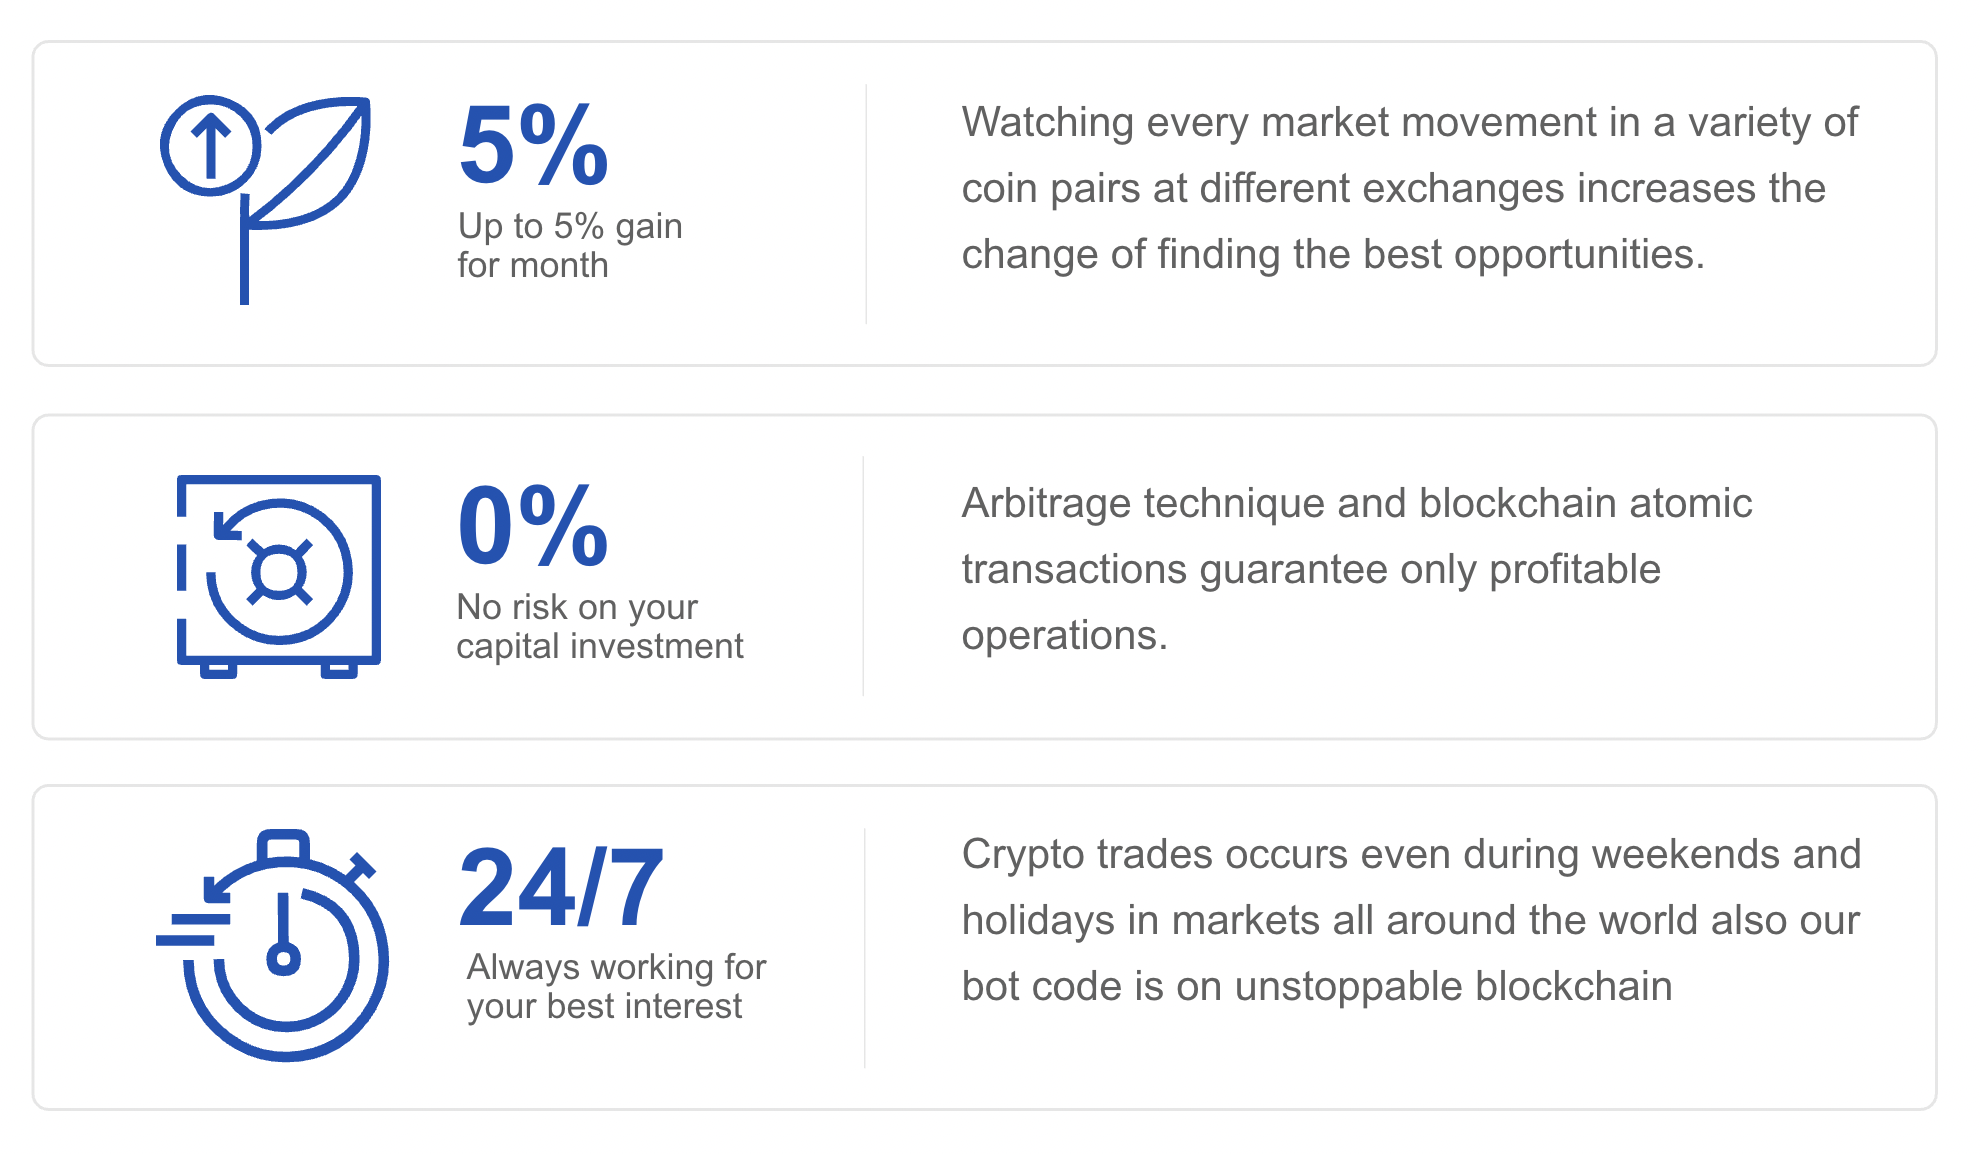 5%
Up to 5% gain
for month
Watching every market movement in a variety of
coin pairs at different exchanges increases the
change of finding the best opportunities.
0%
No risk on your
capital investment
Arbitrage technique and blockchain atomic
transactions guarantee only profitable
operations.
24/7
Always working for
your best interest
Crypto trades occurs even during weekends and
holidays in markets all around the world also our
bot code is on unstoppable blockchain